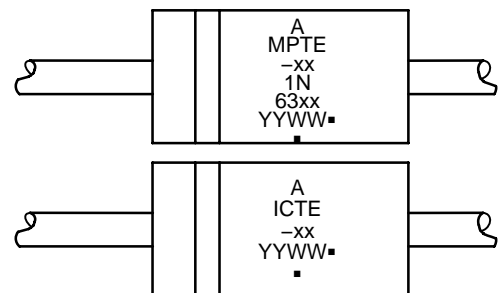 A
MPTE
–xx
1N
63xx
YYWW▪
▪
A
ICTE
–xx
YYWW▪
▪